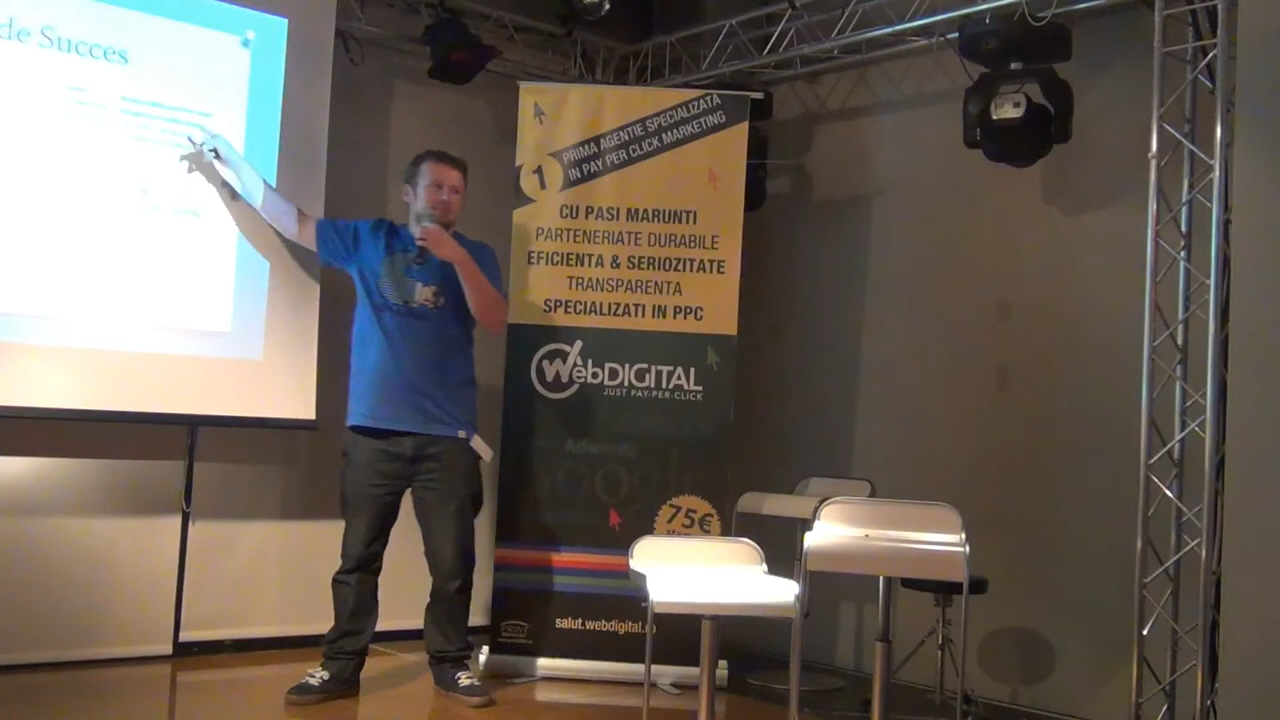 de Succes
1
PRIMA AGENTIE SPECIALIZATA
IN PAY PER CLICK MARKETING
CU PASI MARUNTI
PARTENERIATE DURABILE
EFICIENTA & SERIOZITATE
TRANSPARENTA
SPECIALIZATI IN PPC
WebDIGITAL
JUST PAY-PER-CLICK
Adwords
75€
salut.webdigital